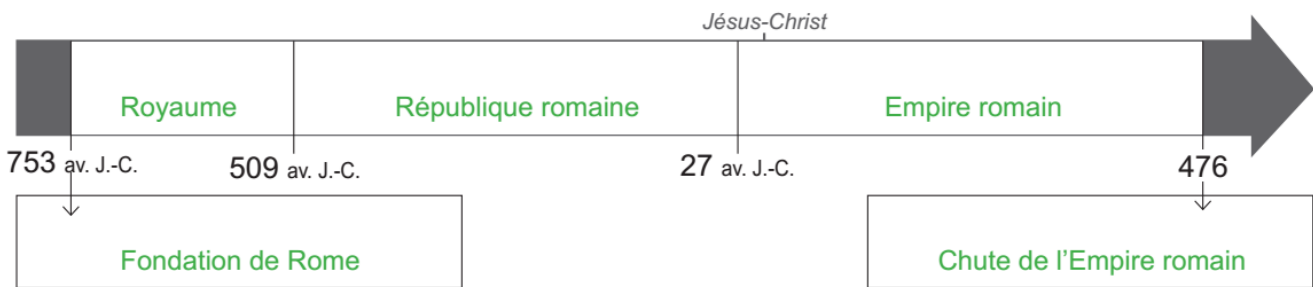 Jésus-Christ
Royaume
République romaine
Empire romain
753 av. J.-C.
509 av. J.-C.
27 av. J.-C.
476
Fondation de Rome
Chute de l'Empire romain